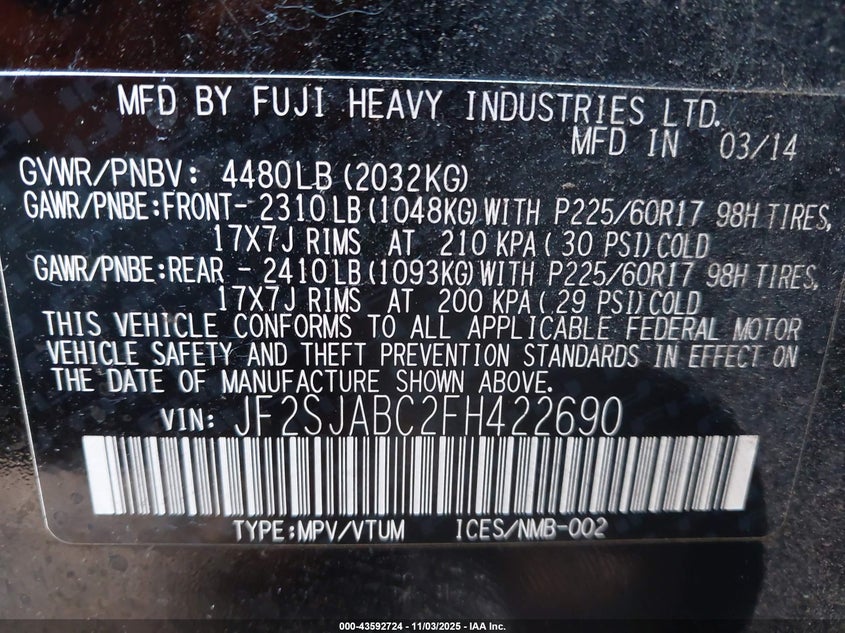 MFD BY FUJI HEAVY INDUSTRIES LTD.
MFD IN 03/14
GVWR/PNBV: 4480LB (2032KG)
GAWR/PNBE:FRONT- 2310 LB (1048KG) WITH P225/60R17 98H TIRES,
17X7J RIMS AT 210 KPA ( 30 PSI) COLD
GAWR/PNBE:REAR - 2410 LB (1093KG) WITH P225/60R17 98H TIRES,
17X7J RIMS AT 200 KPA ( 29 PSI) COLD
THIS VEHICLE CONFORMS TO ALL APPLICABLE FEDERAL MOTOR
VEHICLE SAFETY AND THEFT PREVENTION STANDARDS IN EFFECT ON
THE DATE OF MANUFACTURE SHOWN ABOVE.
VIN: JF2SJABC2FH422690
TYPE:MPV/VTUM ICES/NMB-002
000-43592724 - 11/03/2025 - IAA Inc.